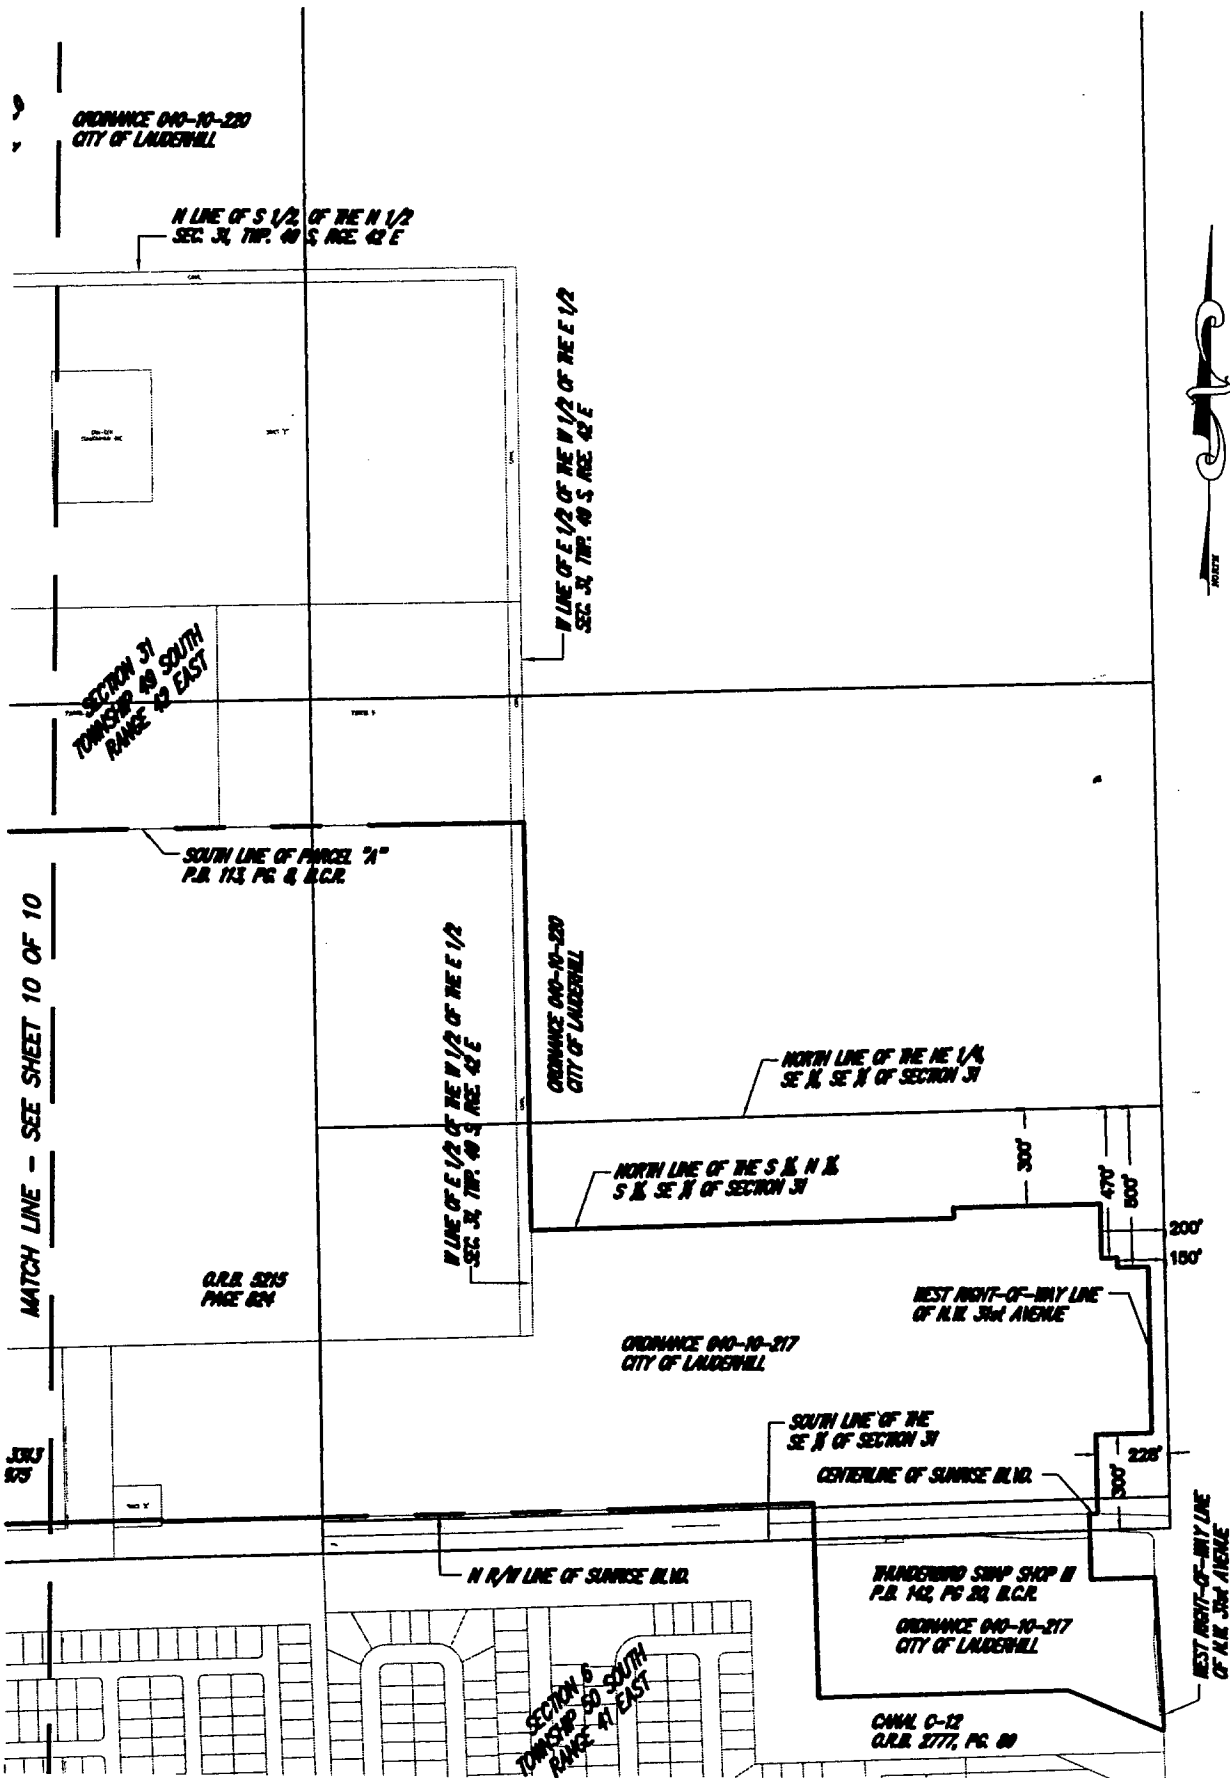 ORDINANCE 040-10-220
CITY OF LAUDERHILL
N LINE OF S 1/2, OF THE N 1/2
SEC. 31, TWP. 49 S, RGE. 42 E
CANAL
W LINE OF E 1/2 OF THE W 1/2 OF THE E 1/2
SEC. 31, TWP. 49 S, RGE. 42 E
NORTH
SECTION 31
TOWNSHIP 49 SOUTH
RANGE 42 EAST
SOUTH LINE OF PARCEL "A"
P.B. 113, PG. 8, B.C.R.
MATCH LINE - SEE SHEET 10 OF 10
W LINE OF E 1/2 OF THE W 1/2 OF THE E 1/2
SEC. 31, TWP. 49 S, RGE. 42 E
ORDINANCE 040-10-220
CITY OF LAUDERHILL
NORTH LINE OF THE NE 1/4,
SE ¼, SE ¼ OF SECTION 31
300'
470'
500'
NORTH LINE OF THE S ½, N ½,
S ½, SE ¼ OF SECTION 31
200'
150'
O.R.B. 5215
PAGE 824
WEST RIGHT-OF-WAY LINE
OF N.W. 31st AVENUE
ORDINANCE 040-10-217
CITY OF LAUDERHILL
SOUTH LINE OF THE
SE ¼ OF SECTION 31
225'
300'
CENTERLINE OF SUNRISE BLVD.
N R/W LINE OF SUNRISE BLVD.
THUNDERBIRD SWAP SHOP III
P.B. 142, PG 20, B.C.R.
ORDINANCE 040-10-217
CITY OF LAUDERHILL
WEST RIGHT-OF-WAY LINE
OF N.W. 31st AVENUE
SECTION 6
TOWNSHIP 50 SOUTH
RANGE 41 EAST
CANAL C-12
O.R.B. 2777, PG. 89